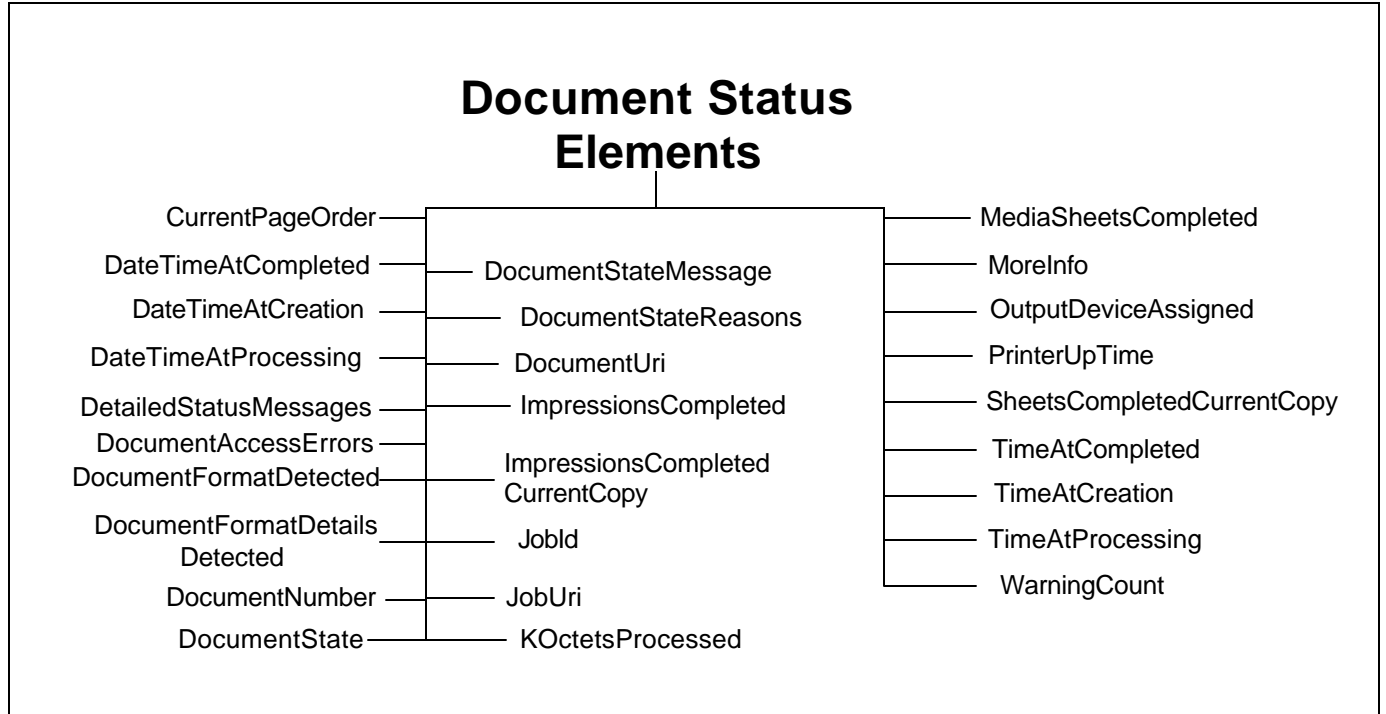 Document Status
Elements
CurrentPageOrder
DateTimeAtCompleted
DateTimeAtCreation
DateTimeAtProcessing
DetailedStatusMessages
DocumentAccessErrors
DocumentFormatDetected
DocumentFormatDetails
Detected
DocumentNumber
DocumentState
DocumentStateMessage
DocumentStateReasons
DocumentUri
ImpressionsCompleted
ImpressionsCompleted
CurrentCopy
JobId
JobUri
KOctetsProcessed
MediaSheetsCompleted
MoreInfo
OutputDeviceAssigned
PrinterUpTime
SheetsCompletedCurrentCopy
TimeAtCompleted
TimeAtCreation
TimeAtProcessing
WarningCount